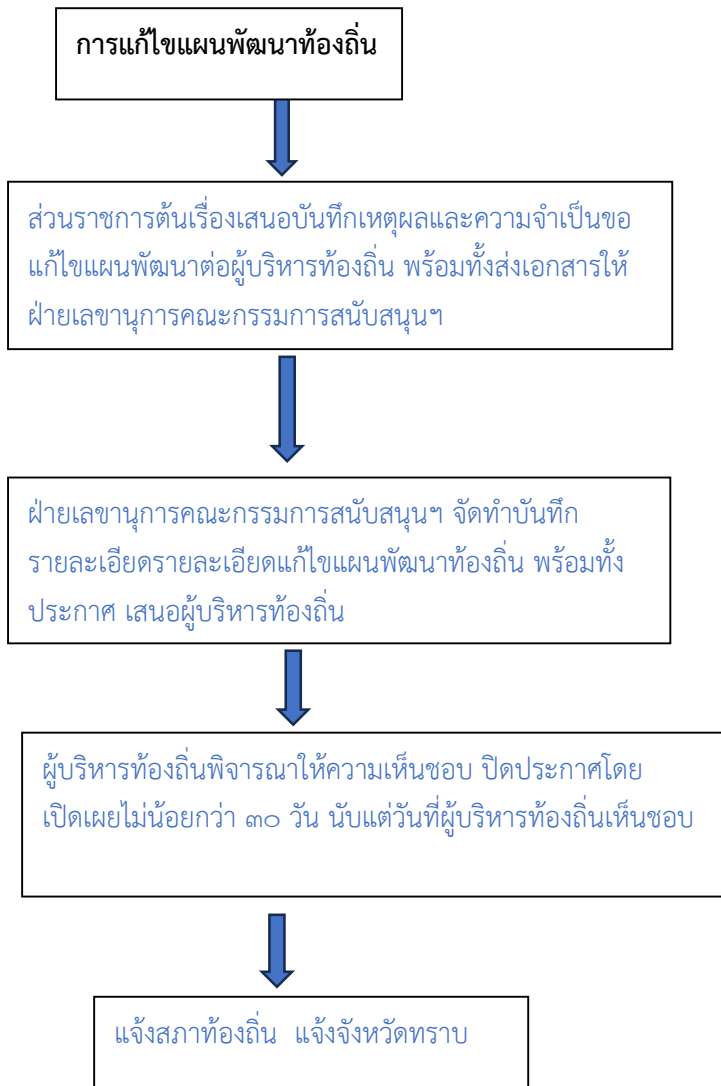 การแก้ไขแผนพัฒนาท้องถิ่น
ส่วนราชการต้นเรื่องเสนอบันทึกเหตุผลและความจำเป็นขอ
แก้ไขแผนพัฒนาต่อผู้บริหารท้องถิ่น พร้อมทั้งส่งเอกสารให้
ฝ่ายเลขานุการคณะกรรมการสนับสนุนฯ
ฝ่ายเลขานุการคณะกรรมการสนับสนุนฯ จัดทำบันทึก
รายละเอียดรายละเอียดแก้ไขแผนพัฒนาท้องถิ่น พร้อมทั้ง
ประกาศ เสนอผู้บริหารท้องถิ่น
ผู้บริหารท้องถิ่นพิจารณาให้ความเห็นชอบ ปิดประกาศโดย
เปิดเผยไม่น้อยกว่า ๓๐ วัน นับแต่วันที่ผู้บริหารท้องถิ่นเห็นชอบ
แจ้งสภาท้องถิ่น แจ้งจังหวัดทราบ